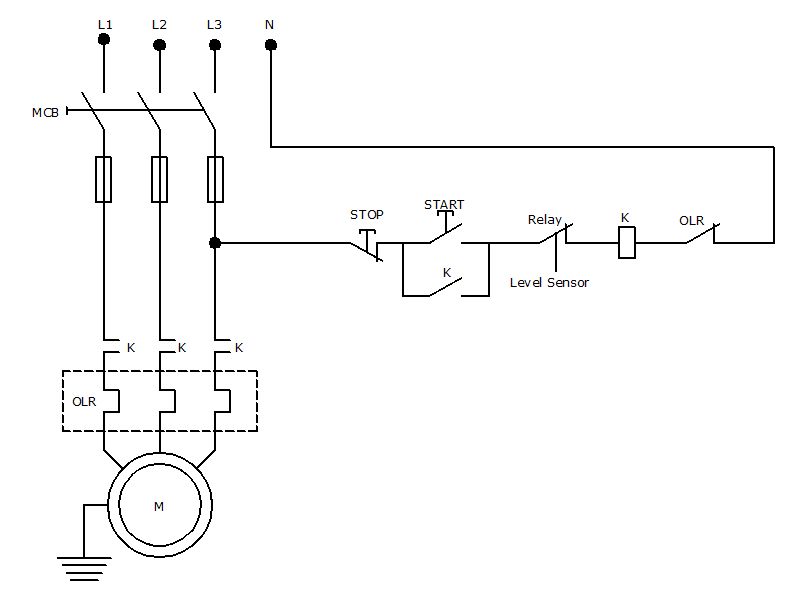 L1 L2 L3 N
MCB
STOP START Relay K OLR
K
Level Sensor
K K K
OLR
M